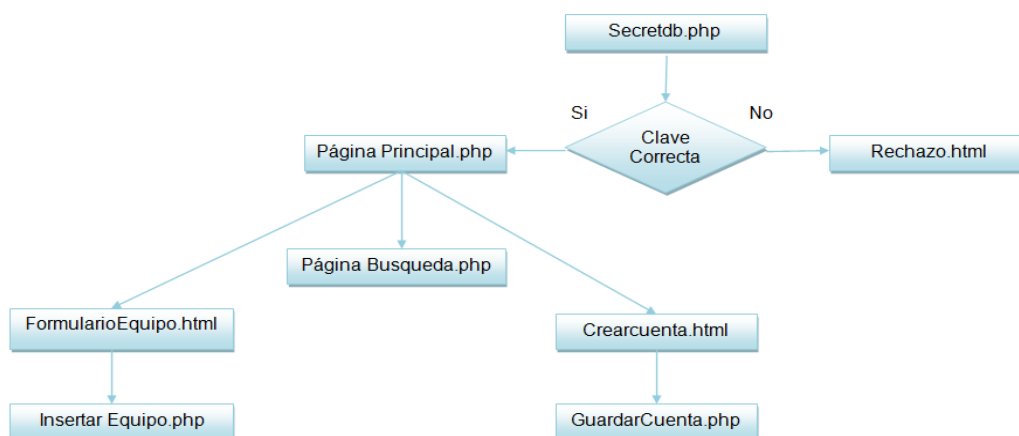 Secretdb.php
Si
No
Clave
Correcta
Página Principal.php
Rechazo.html
Página Busqueda.php
FormularioEquipo.html
Crearcuenta.html
Insertar Equipo.php
GuardarCuenta.php